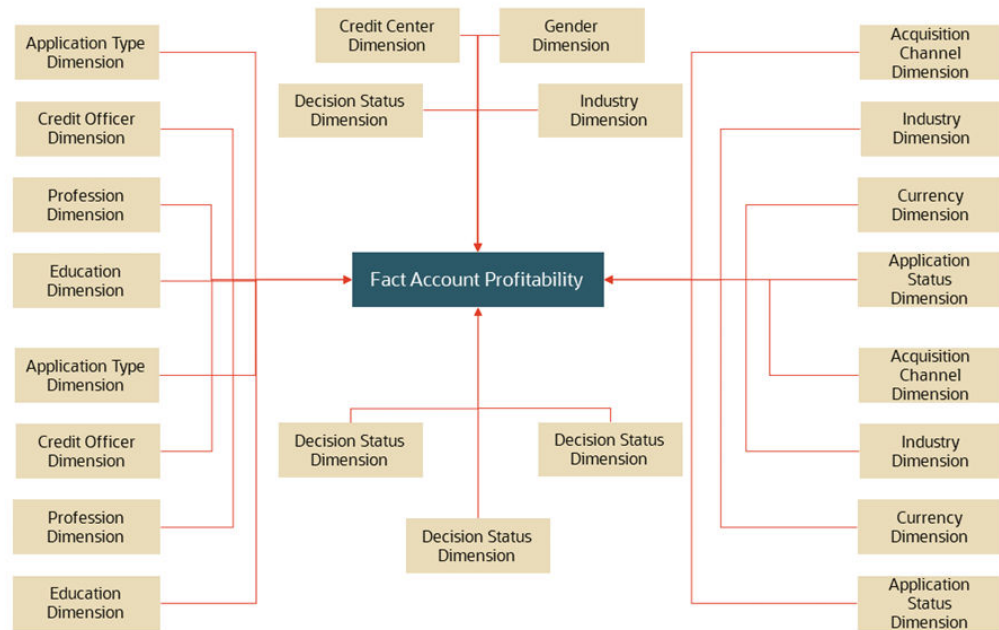 Application Type
Dimension
Credit Officer
Dimension
Profession
Dimension
Education
Dimension
Application Type
Dimension
Credit Officer
Dimension
Profession
Dimension
Education
Dimension
Credit Center
Dimension
Gender
Dimension
Decision Status
Dimension
Industry
Dimension
Fact Account Profitability
Decision Status
Dimension
Decision Status
Dimension
Decision Status
Dimension
Acquisition
Channel
Dimension
Industry
Dimension
Currency
Dimension
Application
Status
Dimension
Acquisition
Channel
Dimension
Industry
Dimension
Currency
Dimension
Application
Status
Dimension